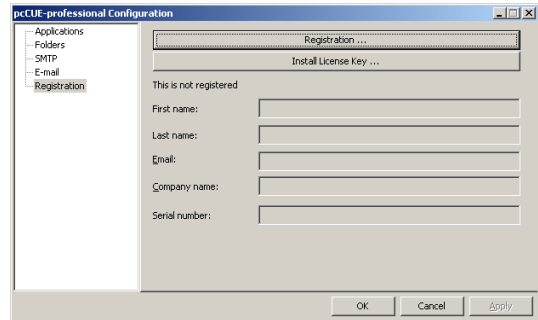 pcCUE-professional Configuration
Applications
Folders
SMTP
E-mail
Registration
Registration ...
Install License Key ...
This is not registered
First name:
Last name:
Email:
Company name:
Serial number:
OK
Cancel
Apply